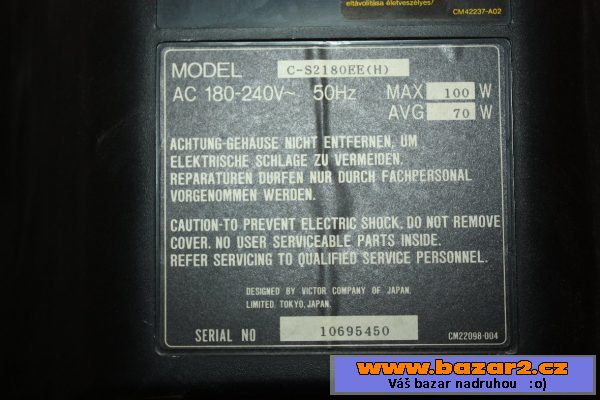 eltávolítása életveszélyes!
CM42237-A02
MODEL C-S2180EE(H)
AC 180-240V~ 50Hz MAX 100 W
AVG 70 W
ACHTUNG-GEHAUSE NICHT ENTFERNEN, UM
ELEKTRISCHE SCHLAGE ZU VERMEIDEN.
REPARATUREN DURFEN NUR DURCH FACHPERSONAL
VORGENOMMEN WERDEN.
CAUTION-TO PREVENT ELECTRIC SHOCK, DO NOT REMOVE
COVER. NO USER SERVICEABLE PARTS INSIDE.
REFER SERVICING TO QUALIFIED SERVICE PERSONNEL.
DESIGNED BY VICTOR COMPANY OF JAPAN,
LIMITED, TOKYO, JAPAN.
SERIAL NO 10695450 CM22098-004
www.bazar2.cz
Váš bazar nadruhou :o)